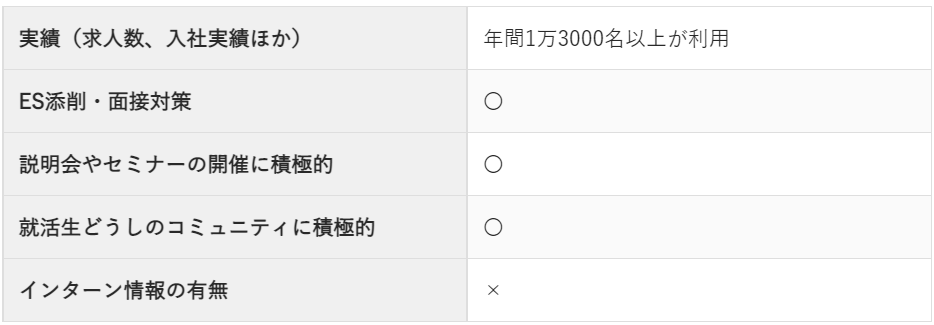 実績（求人数、入社実績ほか） 年間1万3000名以上が利用
ES添削・面接対策 〇
説明会やセミナーの開催に積極的 〇
就活生どうしのコミュニティに積極的 〇
インターン情報の有無 ×